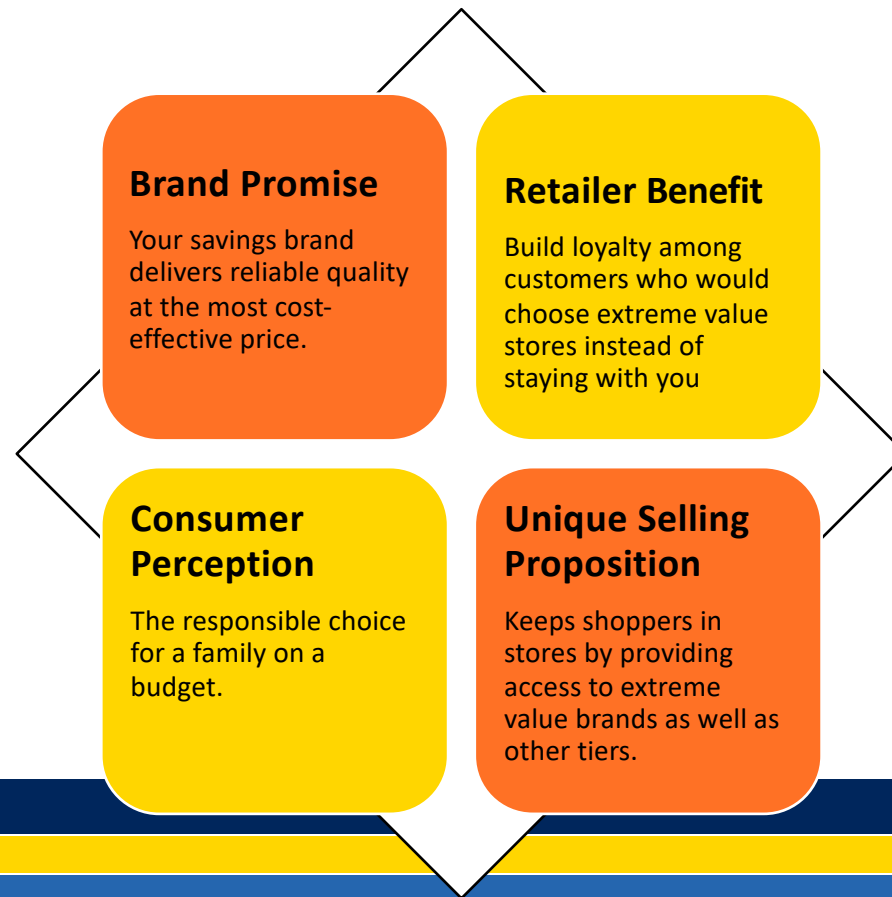 Brand Promise
Your savings brand
delivers reliable quality
at the most cost-
effective price.
Retailer Benefit
Build loyalty among
customers who would
choose extreme value
stores instead of
staying with you
Consumer
Perception
The responsible choice
for a family on a
budget.
Unique Selling
Proposition
Keeps shoppers in
stores by providing
access to extreme
value brands as well as
other tiers.